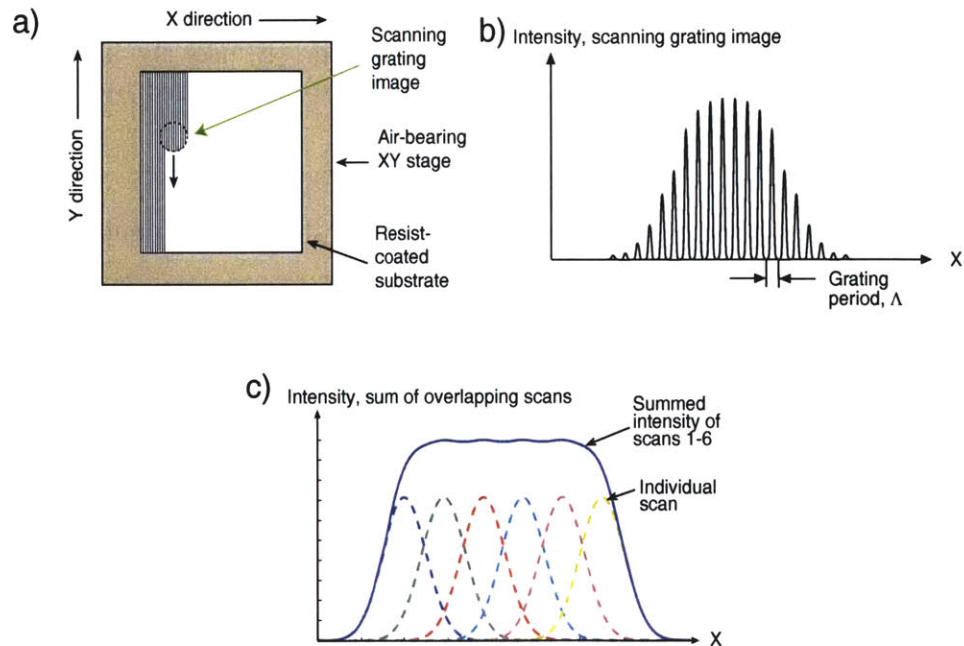 a)
X direction
Y direction
Scanning
grating
image
Air-bearing
XY stage
Resist-
coated
substrate
b)
Intensity, scanning grating image
X
Grating
period, Λ
c)
Intensity, sum of overlapping scans
Summed
intensity of
scans 1-6
Individual
scan
X